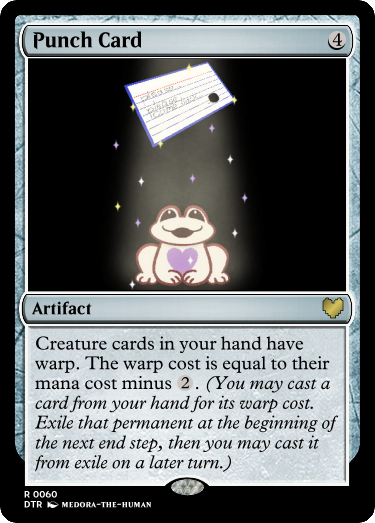 Punch Card 4
Artifact
Creature cards in your hand have
warp. The warp cost is equal to their
mana cost minus 2. (You may cast a
card from your hand for its warp cost.
Exile that permanent at the beginning of
the next end step, then you may cast it
from exile on a later turn.)
R 0060
DTR MEDORA-THE-HUMAN